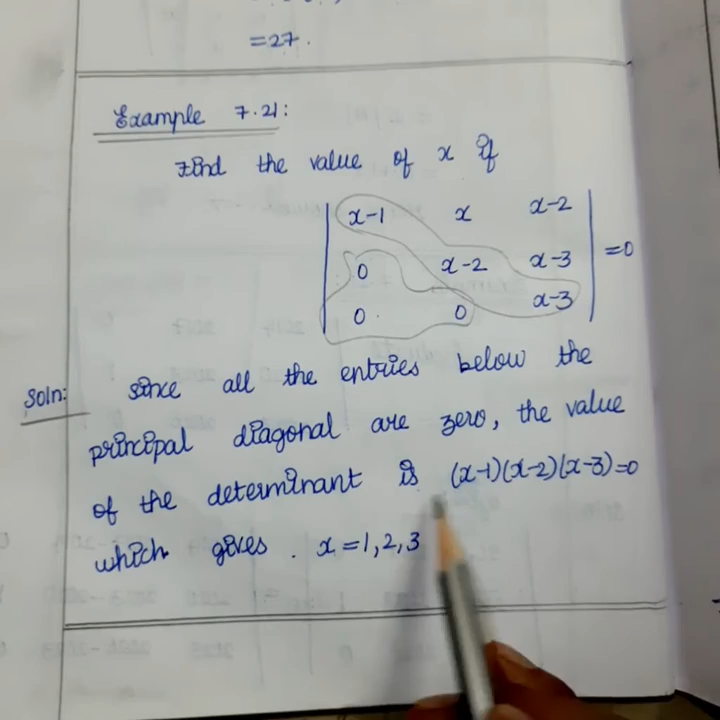 =27.
Example 7.21:
Find the value of x if
| x-1 x x-2 |
| 0 x-2 x-3 | =0
| 0 0 x-3 |
Soln: Since all the entries below the
principal diagonal are zero, the value
of the determinant is (x-1)(x-2)(x-3)=0
which gives. x=1,2,3